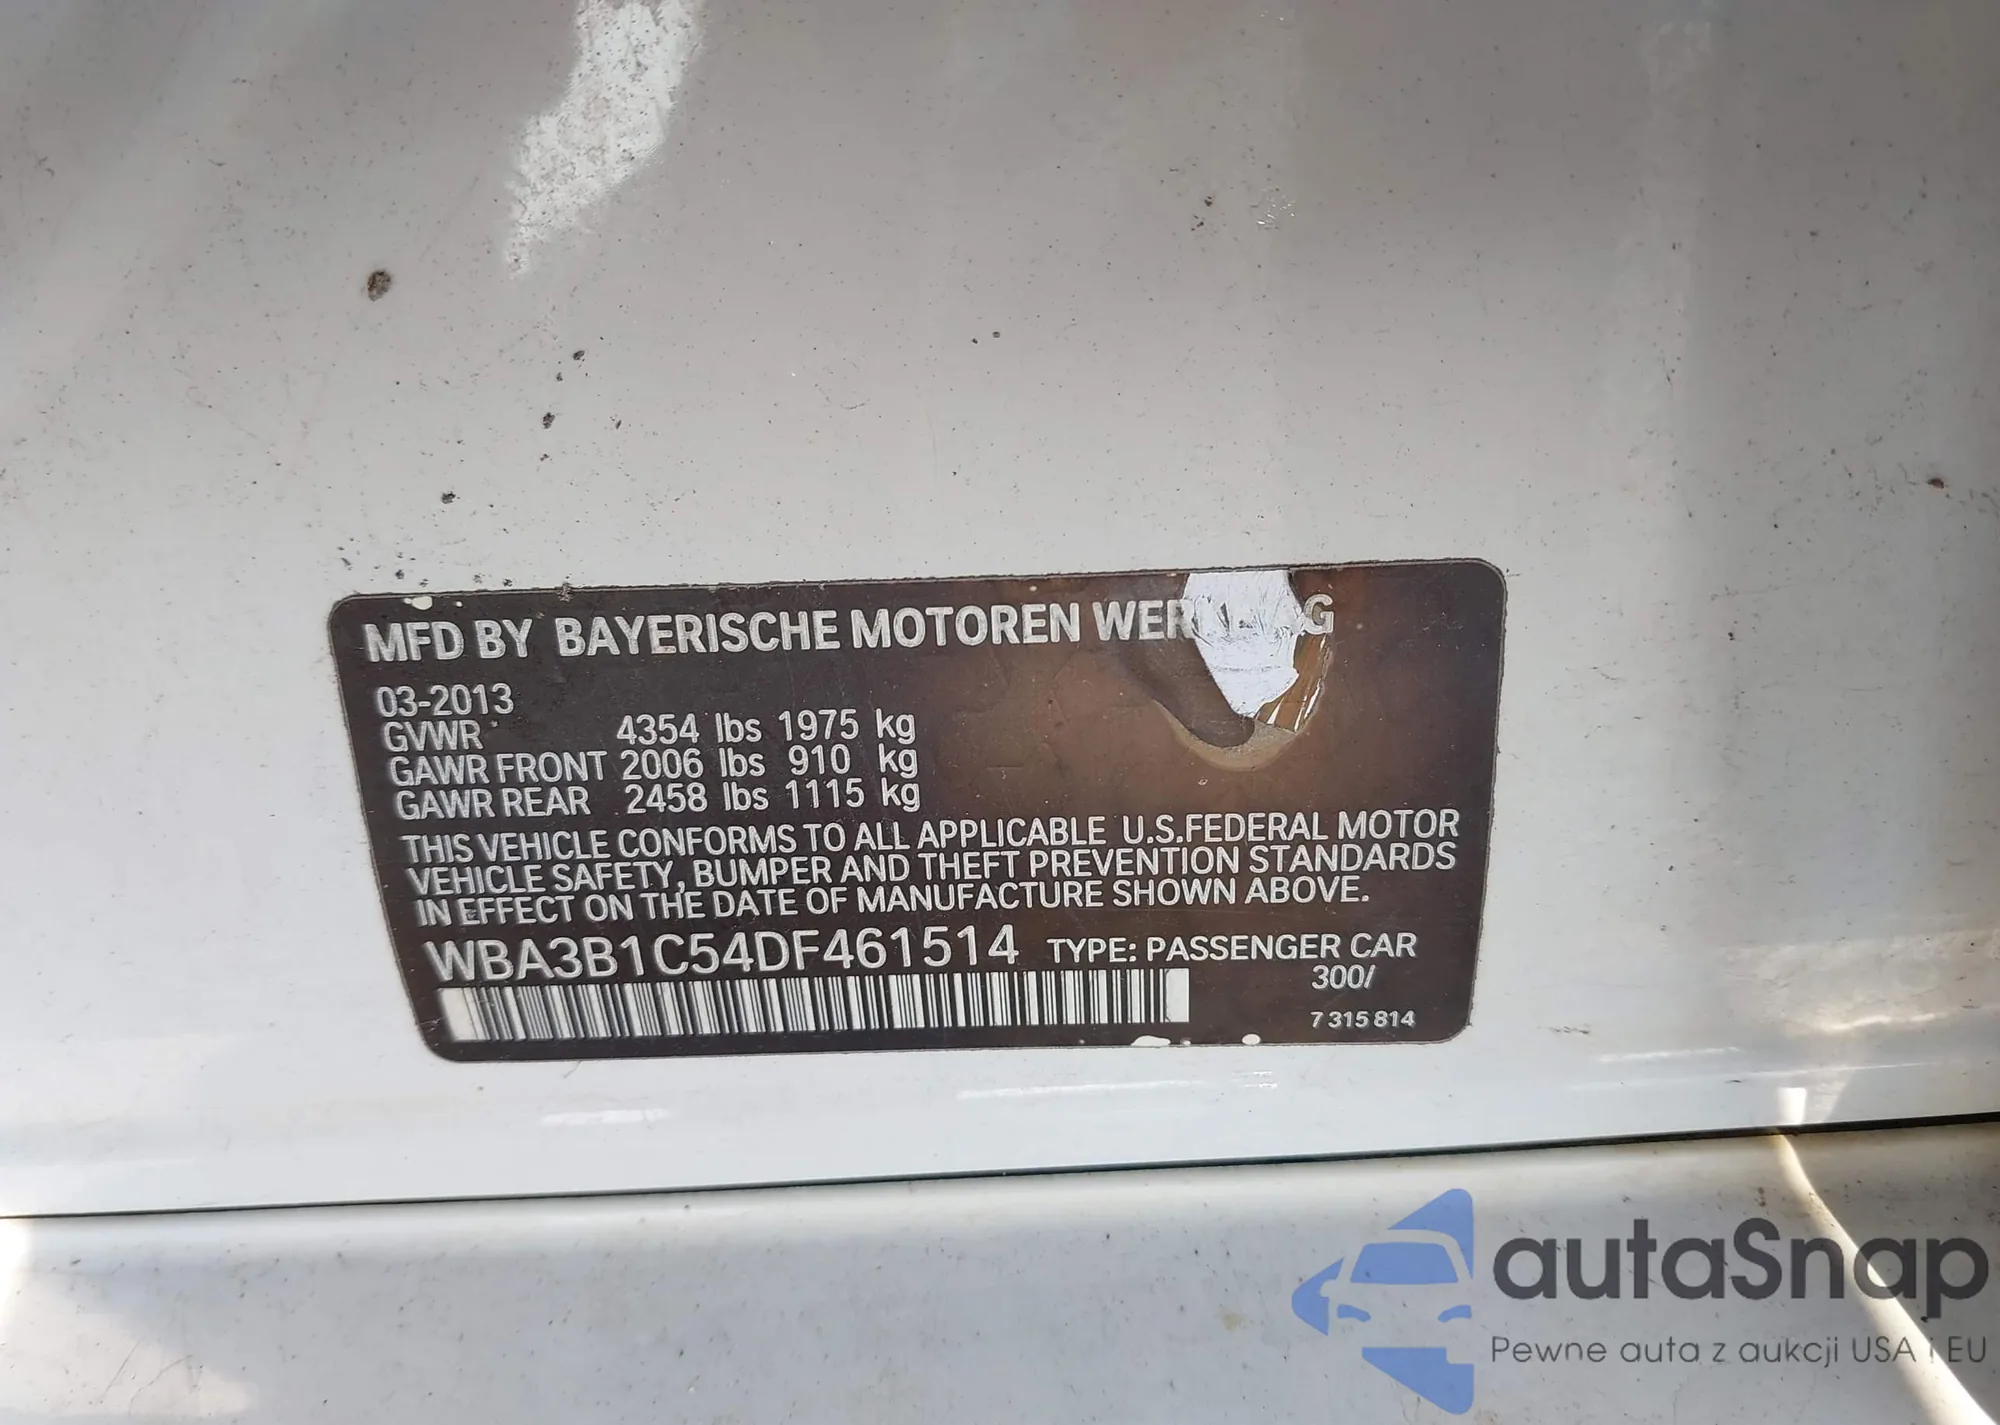 MFD BY BAYERISCHE MOTOREN WERKE AG
03-2013
GVWR 4354 lbs 1975 kg
GAWR FRONT 2006 lbs 910 kg
GAWR REAR 2458 lbs 1115 kg
THIS VEHICLE CONFORMS TO ALL APPLICABLE U.S.FEDERAL MOTOR
VEHICLE SAFETY, BUMPER AND THEFT PREVENTION STANDARDS
IN EFFECT ON THE DATE OF MANUFACTURE SHOWN ABOVE.
WBA3B1C54DF461514 TYPE: PASSENGER CAR
300/
7 315 814
autaSnap
Pewne auta z aukcji USA i EU